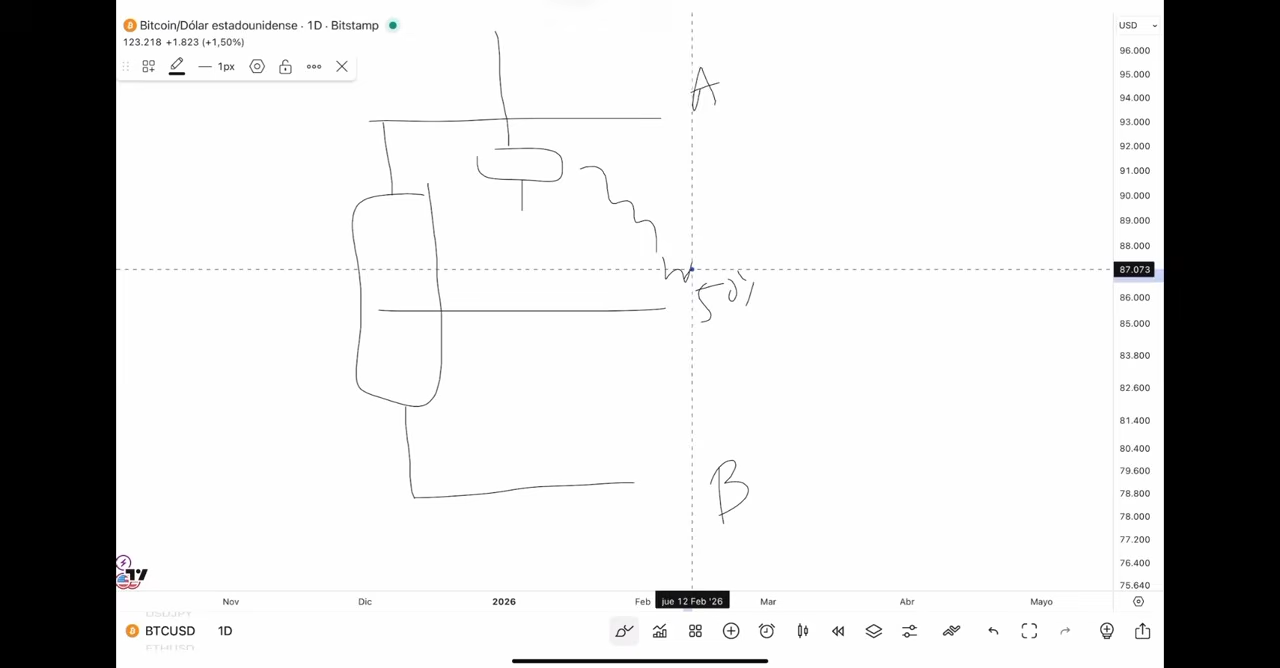 Bitcoin/Dólar estadounidense · 1D · Bitstamp
123.218 +1.823 (+1,50%)
1px
USD
96.000
95.000
94.000
93.000
92.000
91.000
90.000
89.000
88.000
87.073
86.000
85.000
83.800
82.600
81.400
80.400
79.600
78.800
78.000
77.200
76.400
75.640
A
50%
B
Nov
Dic
2026
Feb
jue 12 Feb '26
Mar
Abr
Mayo
BTCUSD 1D